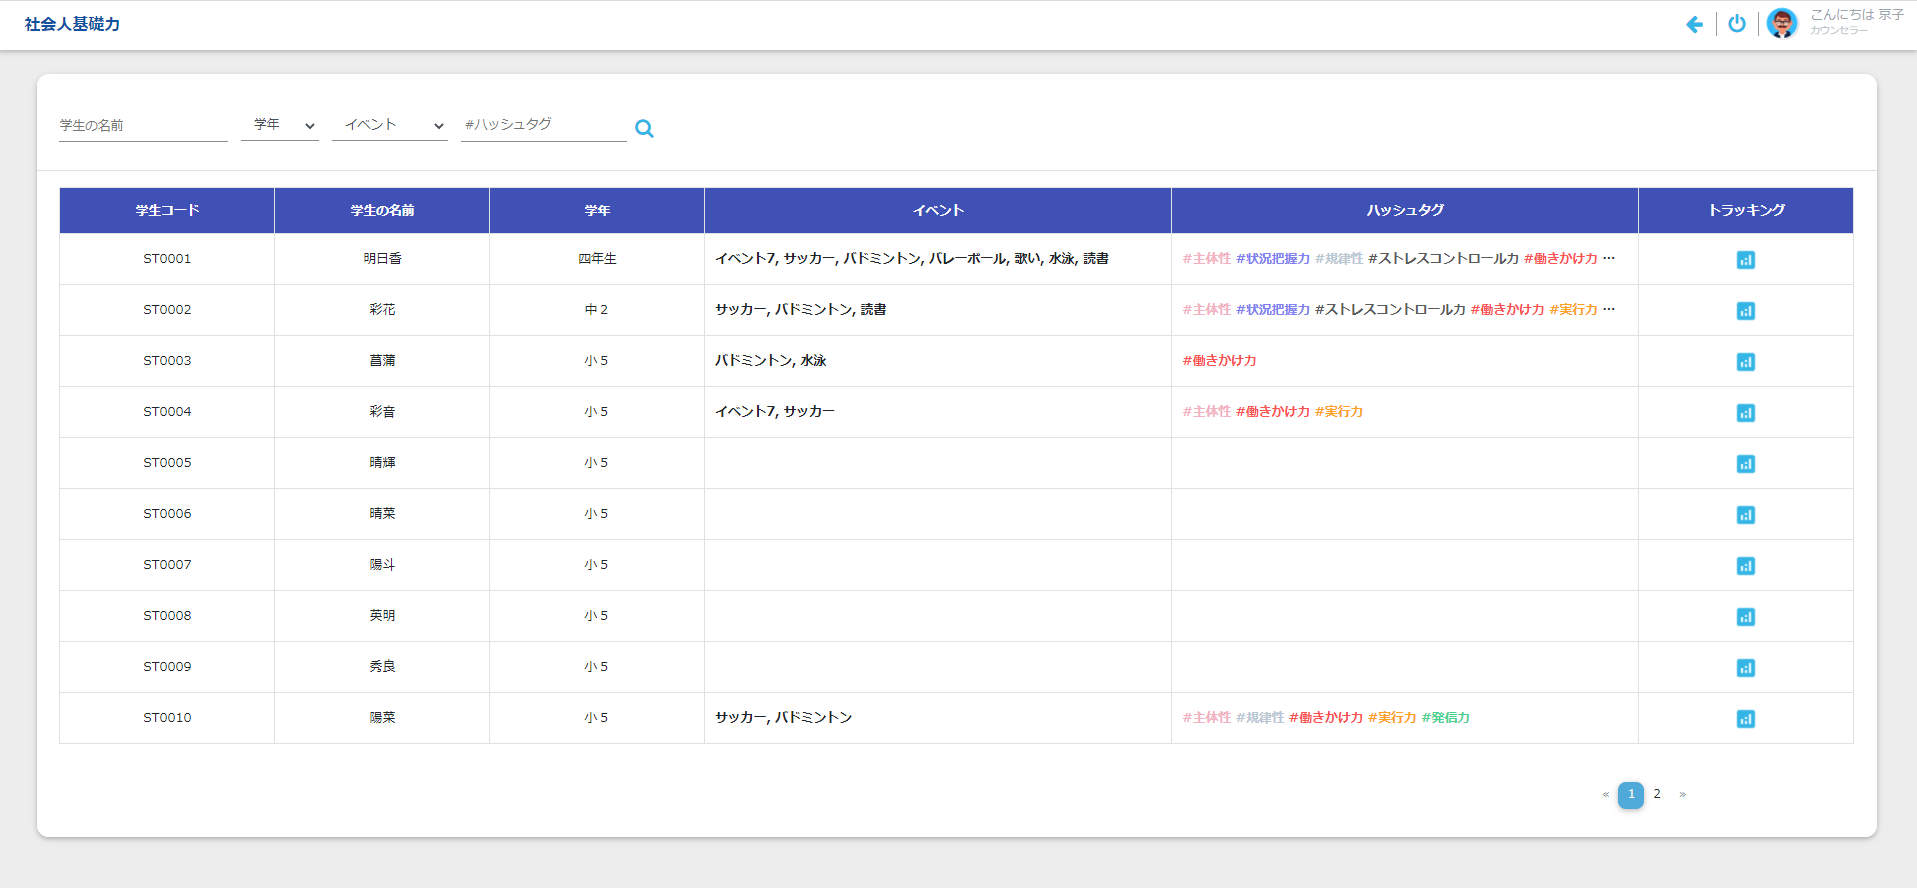 社会人基礎力
こんにちは 京子
カウンセラー
学生の名前 学年 イベント #ハッシュタグ
学生コード 学生の名前 学年 イベント ハッシュタグ トラッキング
ST0001 明日香 四年生 イベント7, サッカー, バドミントン, バレーボール, 歌い, 水泳, 読書 #主体性 #状況把握力 #規律性 #ストレスコントロールカ #働きかけ力 …
ST0002 彩花 中２ サッカー, バドミントン, 読書 #主体性 #状況把握力 #ストレスコントロールカ #働きかけ力 #実行力 …
ST0003 菖蒲 小５ バドミントン, 水泳 #働きかけ力
ST0004 彩音 小５ イベント7, サッカー #主体性 #働きかけ力 #実行力
ST0005 晴輝 小５
ST0006 晴菜 小５
ST0007 陽斗 小５
ST0008 英明 小５
ST0009 秀良 小５
ST0010 陽菜 小５ サッカー, バドミントン #主体性 #規律性 #働きかけ力 #実行力 #発信力
« 1 2 »